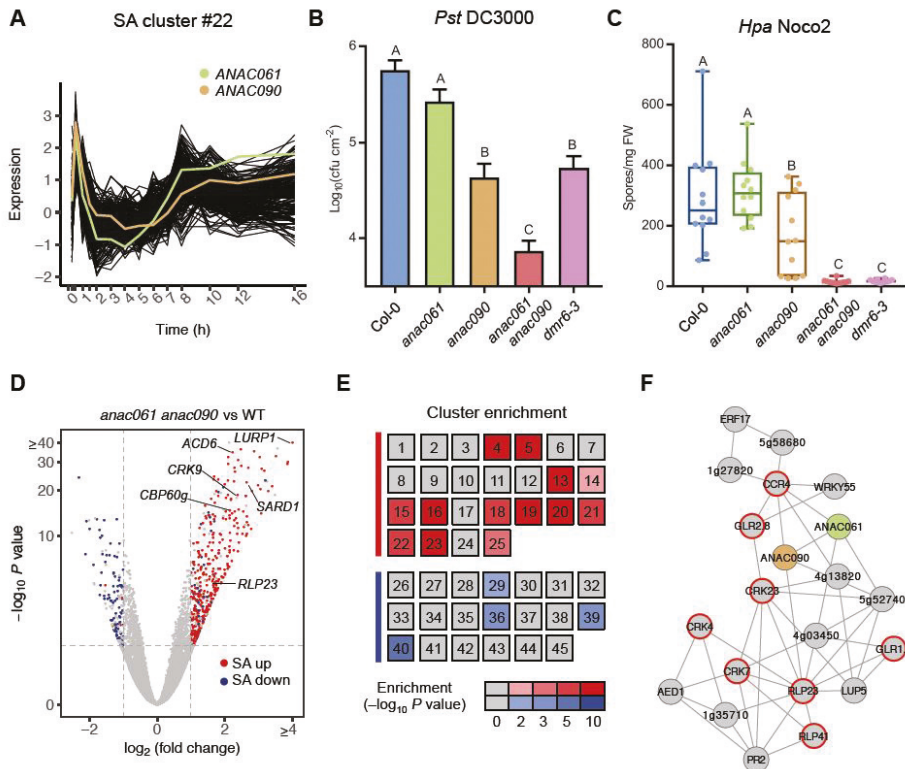 A
SA cluster #22
ANAC061
ANAC090
Expression
3
2
1
0
−1
−2
0 1 2 3 4 5 6 7 8 10 12 16
Time (h)
B
Pst DC3000
Log10(cfu cm−2)
6
5
4
A
A
B
C
B
Col-0
anac061
anac090
anac061
anac090
dmr6-3
C
Hpa Noco2
Spores/mg FW
800
600
400
200
0
A
A
B
C
C
Col-0
anac061
anac090
anac061
anac090
dmr6-3
D
anac061 anac090 vs WT
−log10 P value
≥40
30
20
10
0
ACD6
LURP1
CRK9
CBP60g
SARD1
RLP23
SA up
SA down
−2 0 2 ≥4
log2 (fold change)
E
Cluster enrichment
1 2 3 4 5 6 7
8 9 10 11 12 13 14
15 16 17 18 19 20 21
22 23 24 25
26 27 28 29 30 31 32
33 34 35 36 37 38 39
40 41 42 43 44 45
Enrichment
(−log10 P value)
0 2 3 5 10
F
ERF17
5g58680
1g27820
CCR4
WRKY55
GLR2.8
ANAC061
ANAC090
4g13820
CRK23
5g52740
CRK4
4g03450
GLR1.
CRK7
RLP23
AED1
LUP5
1g35710
RLP41
PR2